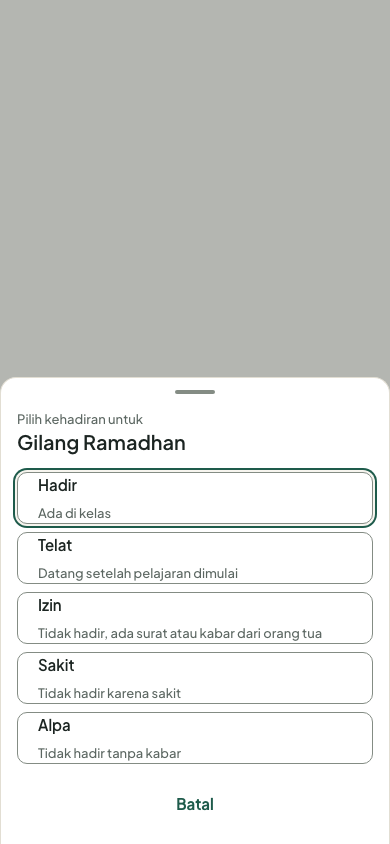 Pilih kehadiran untuk
Gilang Ramadhan
Hadir
Ada di kelas
Telat
Datang setelah pelajaran dimulai
Izin
Tidak hadir, ada surat atau kabar dari orang tua
Sakit
Tidak hadir karena sakit
Alpa
Tidak hadir tanpa kabar
Batal